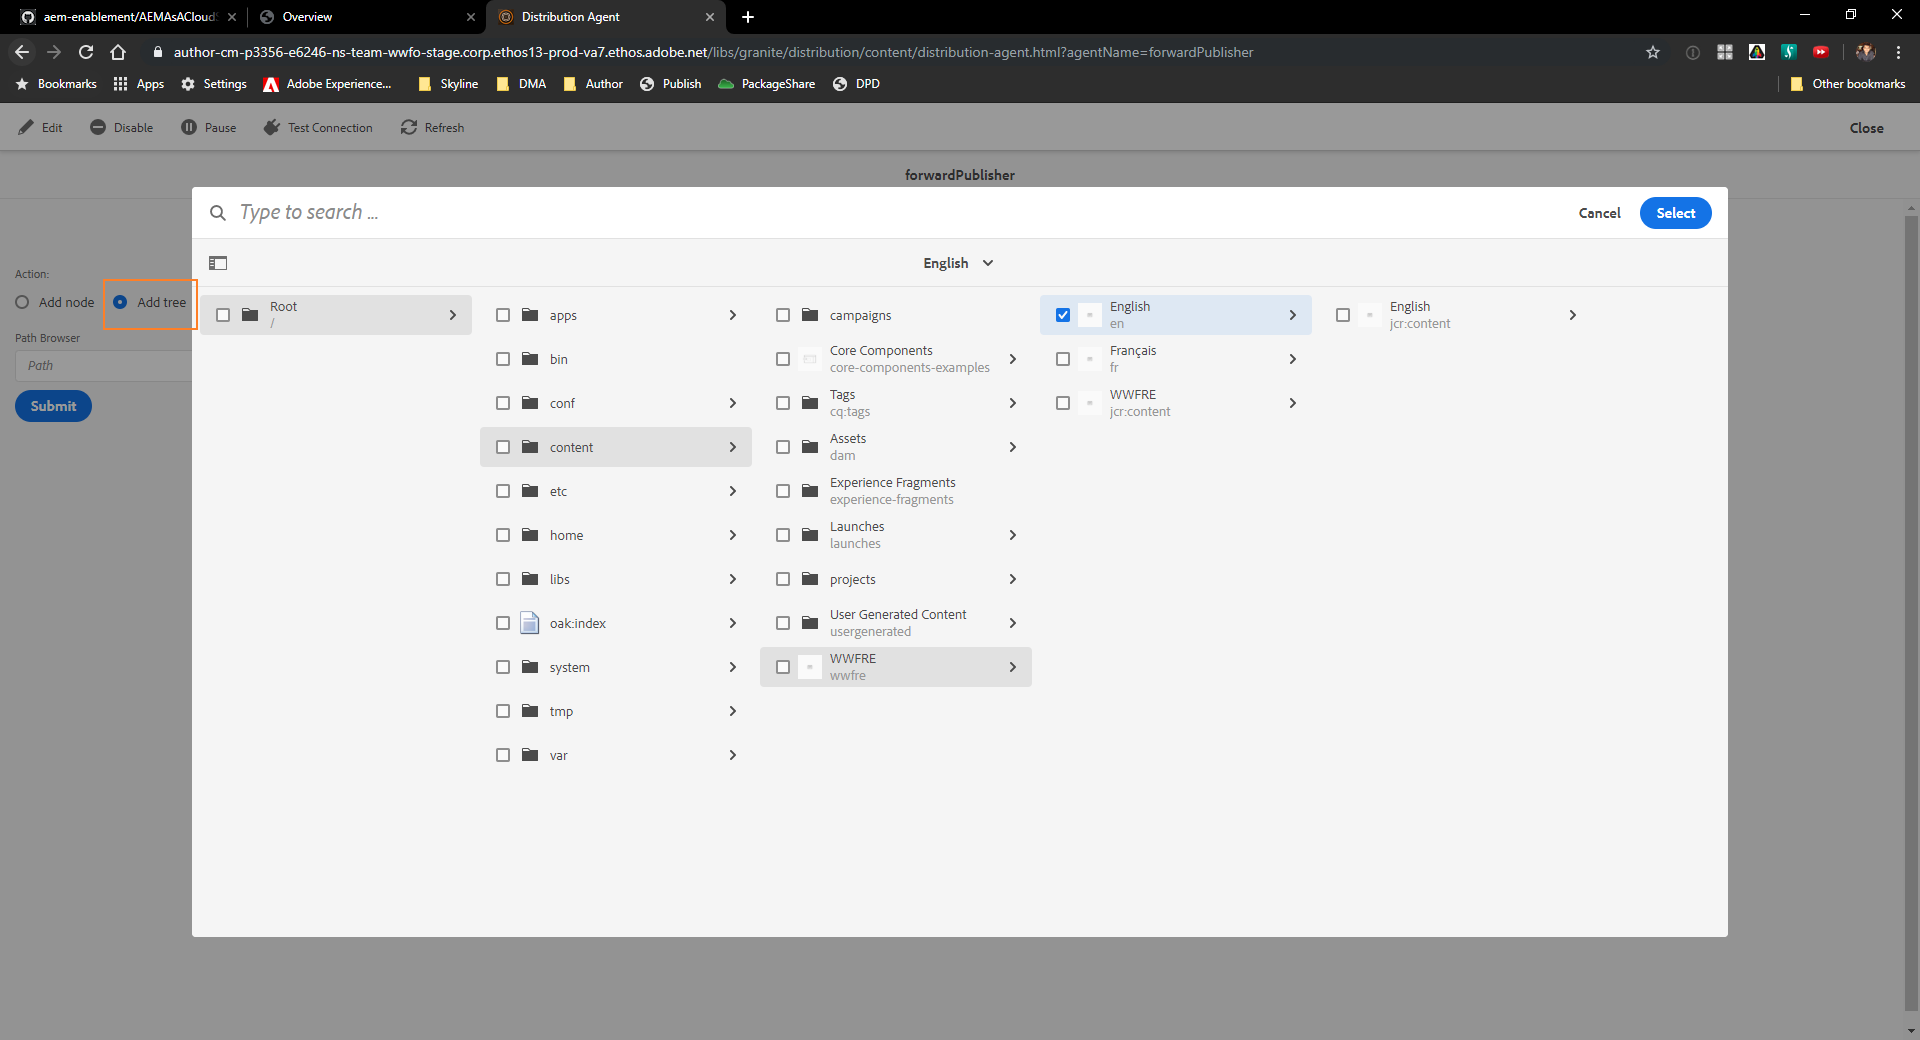 aem-enablement/AEMAsAClouds
Overview
Distribution Agent
author-cm-p3356-e6246-ns-team-wwfo-stage.corp.ethos13-prod-va7.ethos.adobe.net/libs/granite/distribution/content/distribution-agent.html?agentName=forwardPublisher
Bookmarks
Apps
Settings
Adobe Experience...
Skyline
DMA
Author
Publish
PackageShare
DPD
Other bookmarks
Edit
Disable
Pause
Test Connection
Refresh
Close
forwardPublisher
Type to search ...
Cancel
Select
English
Action:
Add node
Add tree
Path Browser
Path
Submit
Root
/
apps
bin
conf
content
etc
home
libs
oak:index
system
tmp
var
campaigns
Core Components
core-components-examples
Tags
cq:tags
Assets
dam
Experience Fragments
experience-fragments
Launches
launches
projects
User Generated Content
usergenerated
WWFRE
wwfre
English
en
Français
fr
WWFRE
jcr:content
English
jcr:content